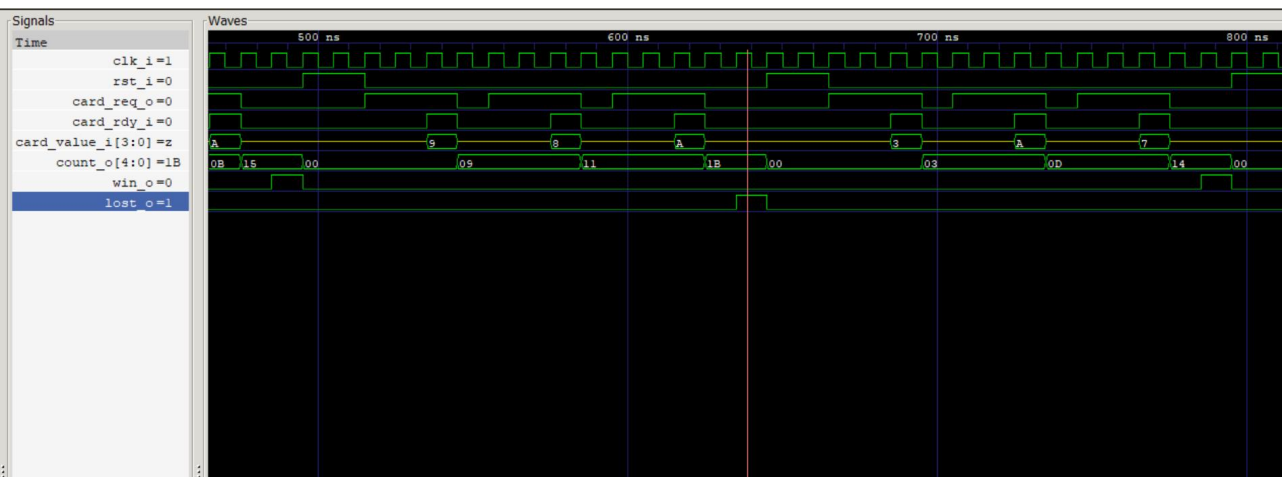 Signals
Waves
Time
500 ns 600 ns 700 ns 800 ns
clk_i=1
rst_i=0
card_req_o=0
card_rdy_i=0
card_value_i[3:0]=z A 9 8 A 3 A 7
count_o[4:0]=1B 0B 15 00 09 11 1B 00 03 0D 14 00
win_o=0
lost_o=1